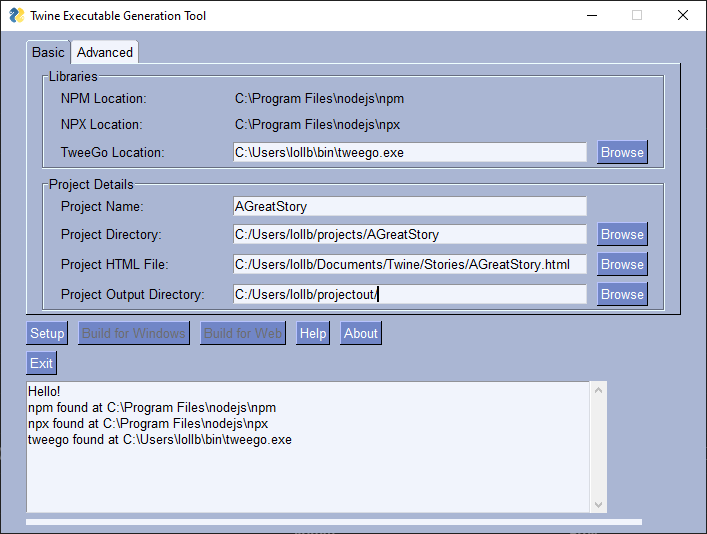 Twine Executable Generation Tool
Basic Advanced
Libraries
NPM Location: C:\Program Files\nodejs\npm
NPX Location: C:\Program Files\nodejs\npx
TweeGo Location: C:\Users\lollb\bin\tweego.exe Browse
Project Details
Project Name: AGreatStory
Project Directory: C:/Users/lollb/projects/AGreatStory Browse
Project HTML File: C:/Users/lollb/Documents/Twine/Stories/AGreatStory.html Browse
Project Output Directory: C:/Users/lollb/projectout/ Browse
Setup Build for Windows Build for Web Help About
Exit
Hello!
npm found at C:\Program Files\nodejs\npm
npx found at C:\Program Files\nodejs\npx
tweego found at C:\Users\lollb\bin\tweego.exe